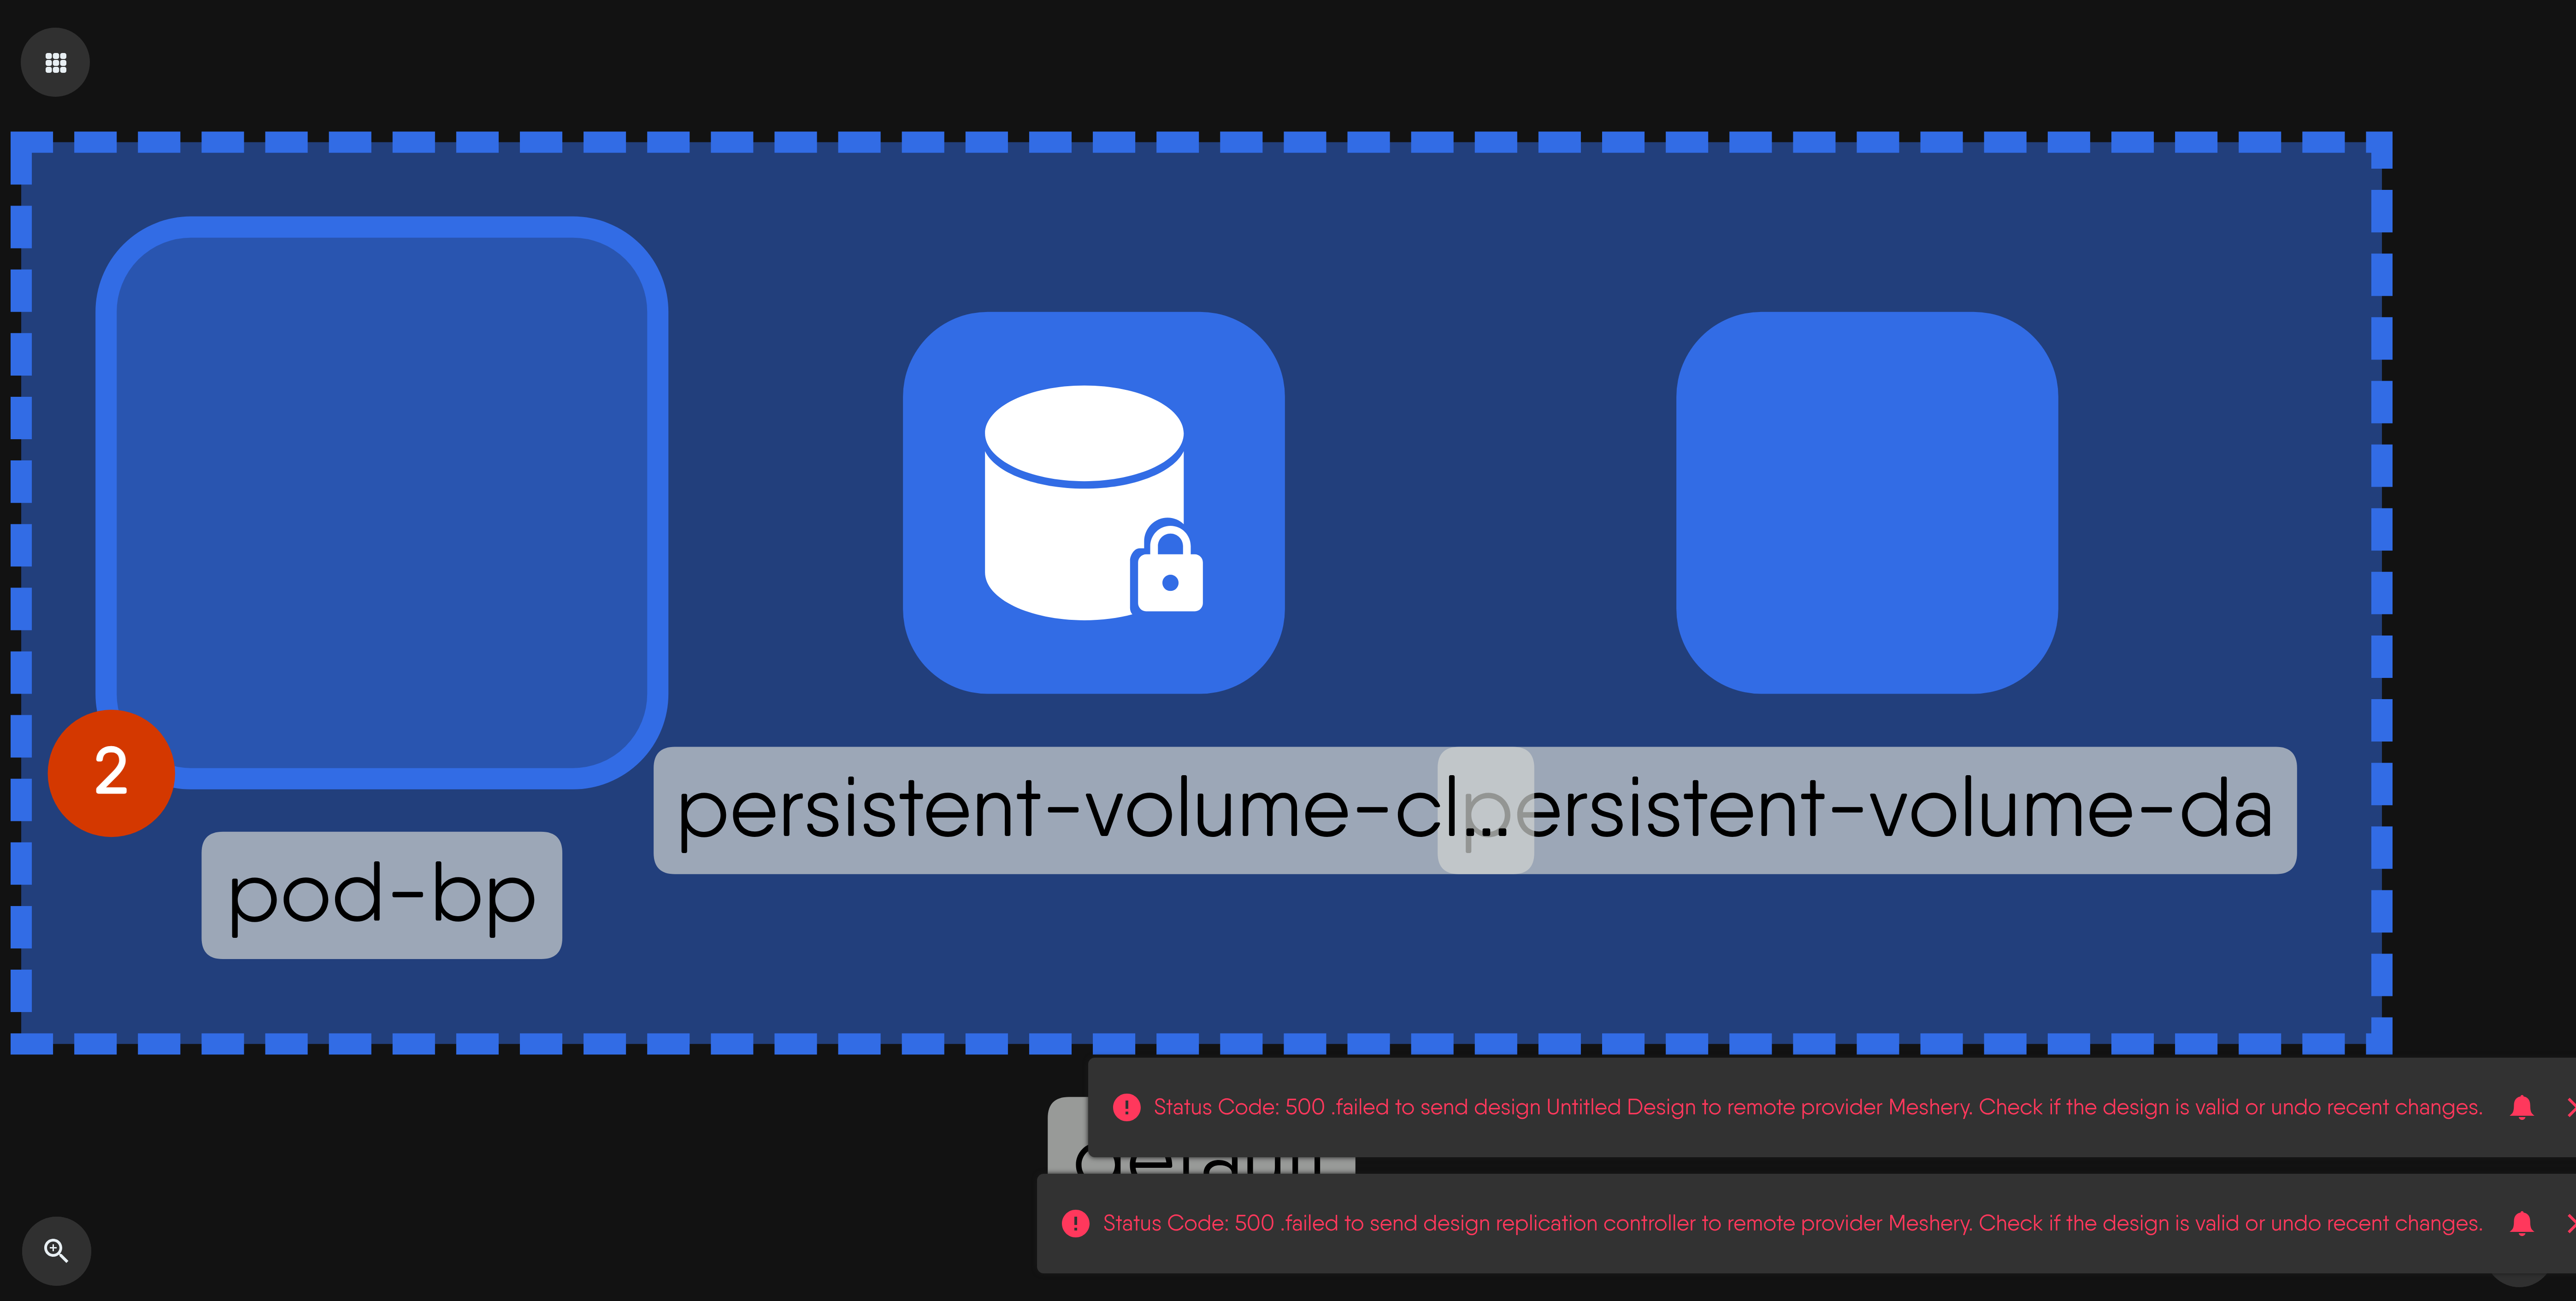 2
persistent-volume-cl...
persistent-volume-da
pod-bp
Status Code: 500 .failed to send design Untitled Design to remote provider Meshery. Check if the design is valid or undo recent changes.
Status Code: 500 .failed to send design replication controller to remote provider Meshery. Check if the design is valid or undo recent changes.